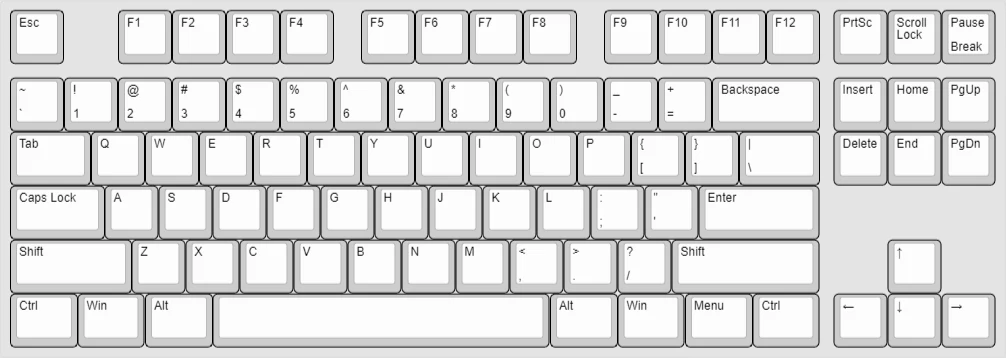 Esc F1 F2 F3 F4 F5 F6 F7 F8 F9 F10 F11 F12 PrtSc Scroll Pause
Lock
Break
~ ! @ # $ % ^ & * ( ) _ + Backspace Insert Home PgUp
` 1 2 3 4 5 6 7 8 9 0 - =
Tab Q W E R T Y U I O P { } | Delete End PgDn
[ ] \
Caps Lock A S D F G H J K L : " Enter
; '
Shift Z X C V B N M < > ? Shift ↑
, . /
Ctrl Win Alt Alt Win Menu Ctrl ← ↓ →